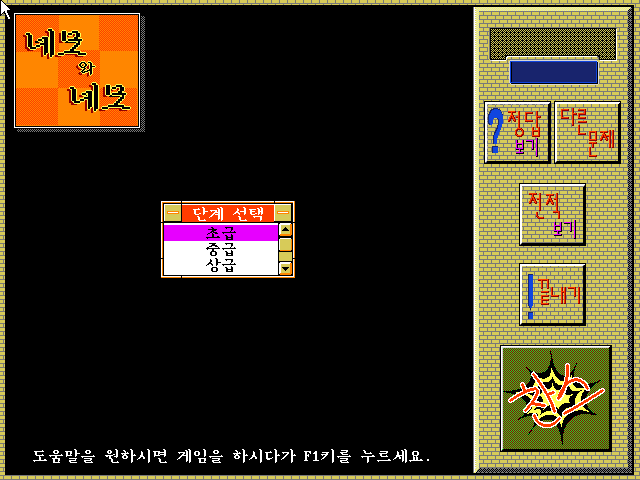 네모
와
네모
단계 선택
초급
중급
상급
정답
보기
다른
문제
전적
보기
끝내기
도움말을 원하시면 게임을 하시다가 F1키를 누르세요.